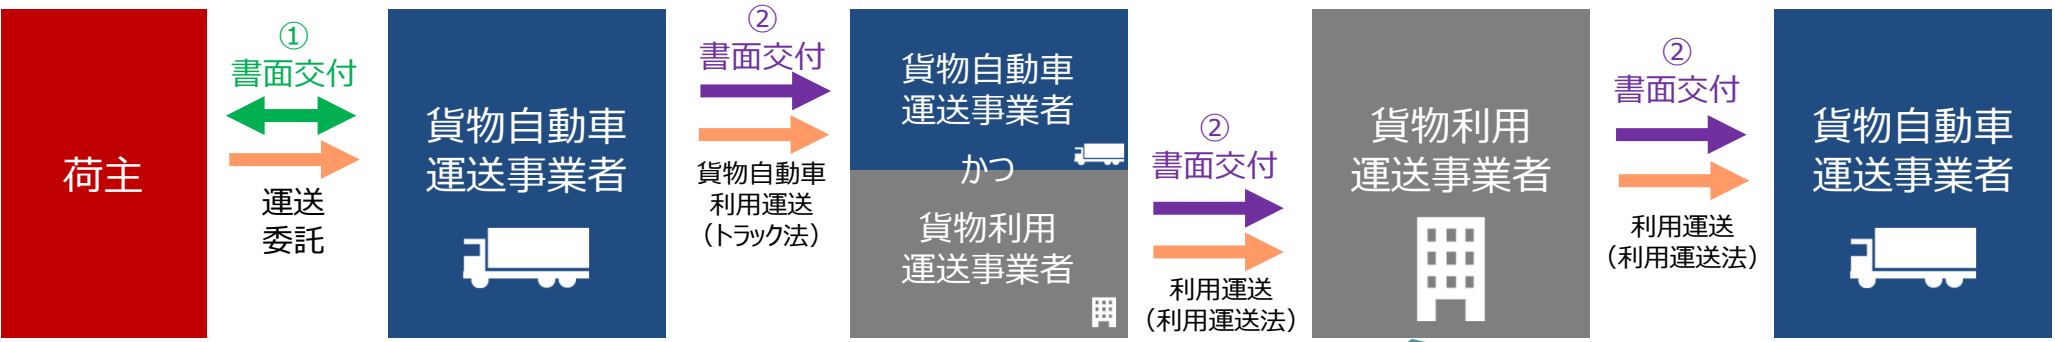 荷主
①
書面交付
運送
委託
貨物自動車
運送事業者
②
書面交付
貨物自動車
利用運送
（トラック法）
貨物自動車
運送事業者
かつ
貨物利用
運送事業者
②
書面交付
利用運送
（利用運送法）
貨物利用
運送事業者
②
書面交付
利用運送
（利用運送法）
貨物自動車
運送事業者